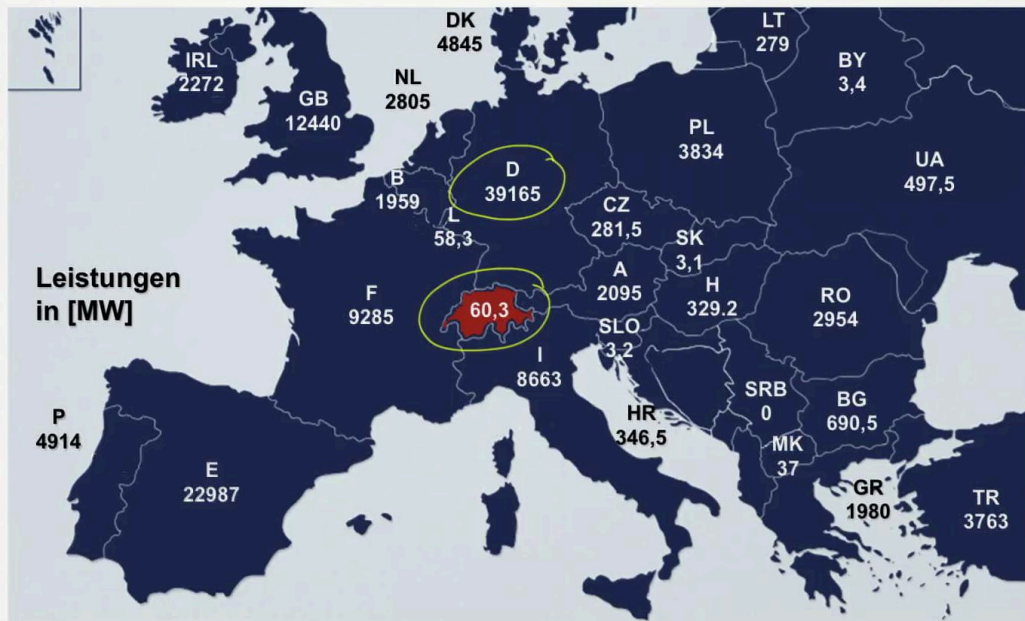 DK
4845
LT
279
IRL
2272
BY
3,4
NL
2805
GB
12440
PL
3834
UA
497,5
B
1959
D
39165
L
58,3
CZ
281,5
SK
3,1
Leistungen
in [MW]
F
9285
60,3
A
2095
H
329.2
RO
2954
SLO
3,2
I
8663
P
4914
HR
346,5
SRB
0
BG
690,5
MK
37
E
22987
GR
1980
TR
3763